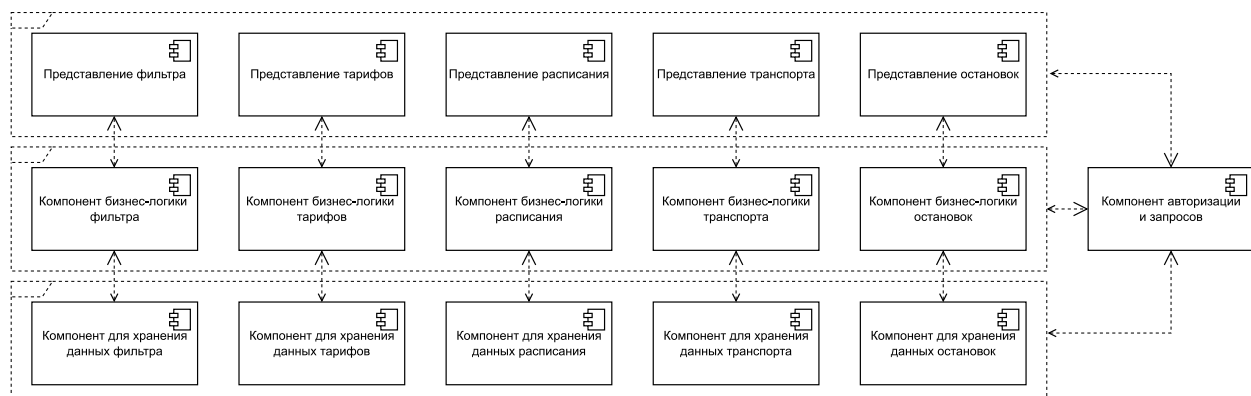 Представление фильтра
Представление тарифов
Представление расписания
Представление транспорта
Представление остановок
Компонент бизнес-логики
фильтра
Компонент бизнес-логики
тарифов
Компонент бизнес-логики
расписания
Компонент бизнес-логики
транспорта
Компонент бизнес-логики
остановок
Компонент авторизации
и запросов
Компонент для хранения
данных фильтра
Компонент для хранения
данных тарифов
Компонент для хранения
данных расписания
Компонент для хранения
данных транспорта
Компонент для хранения
данных остановок